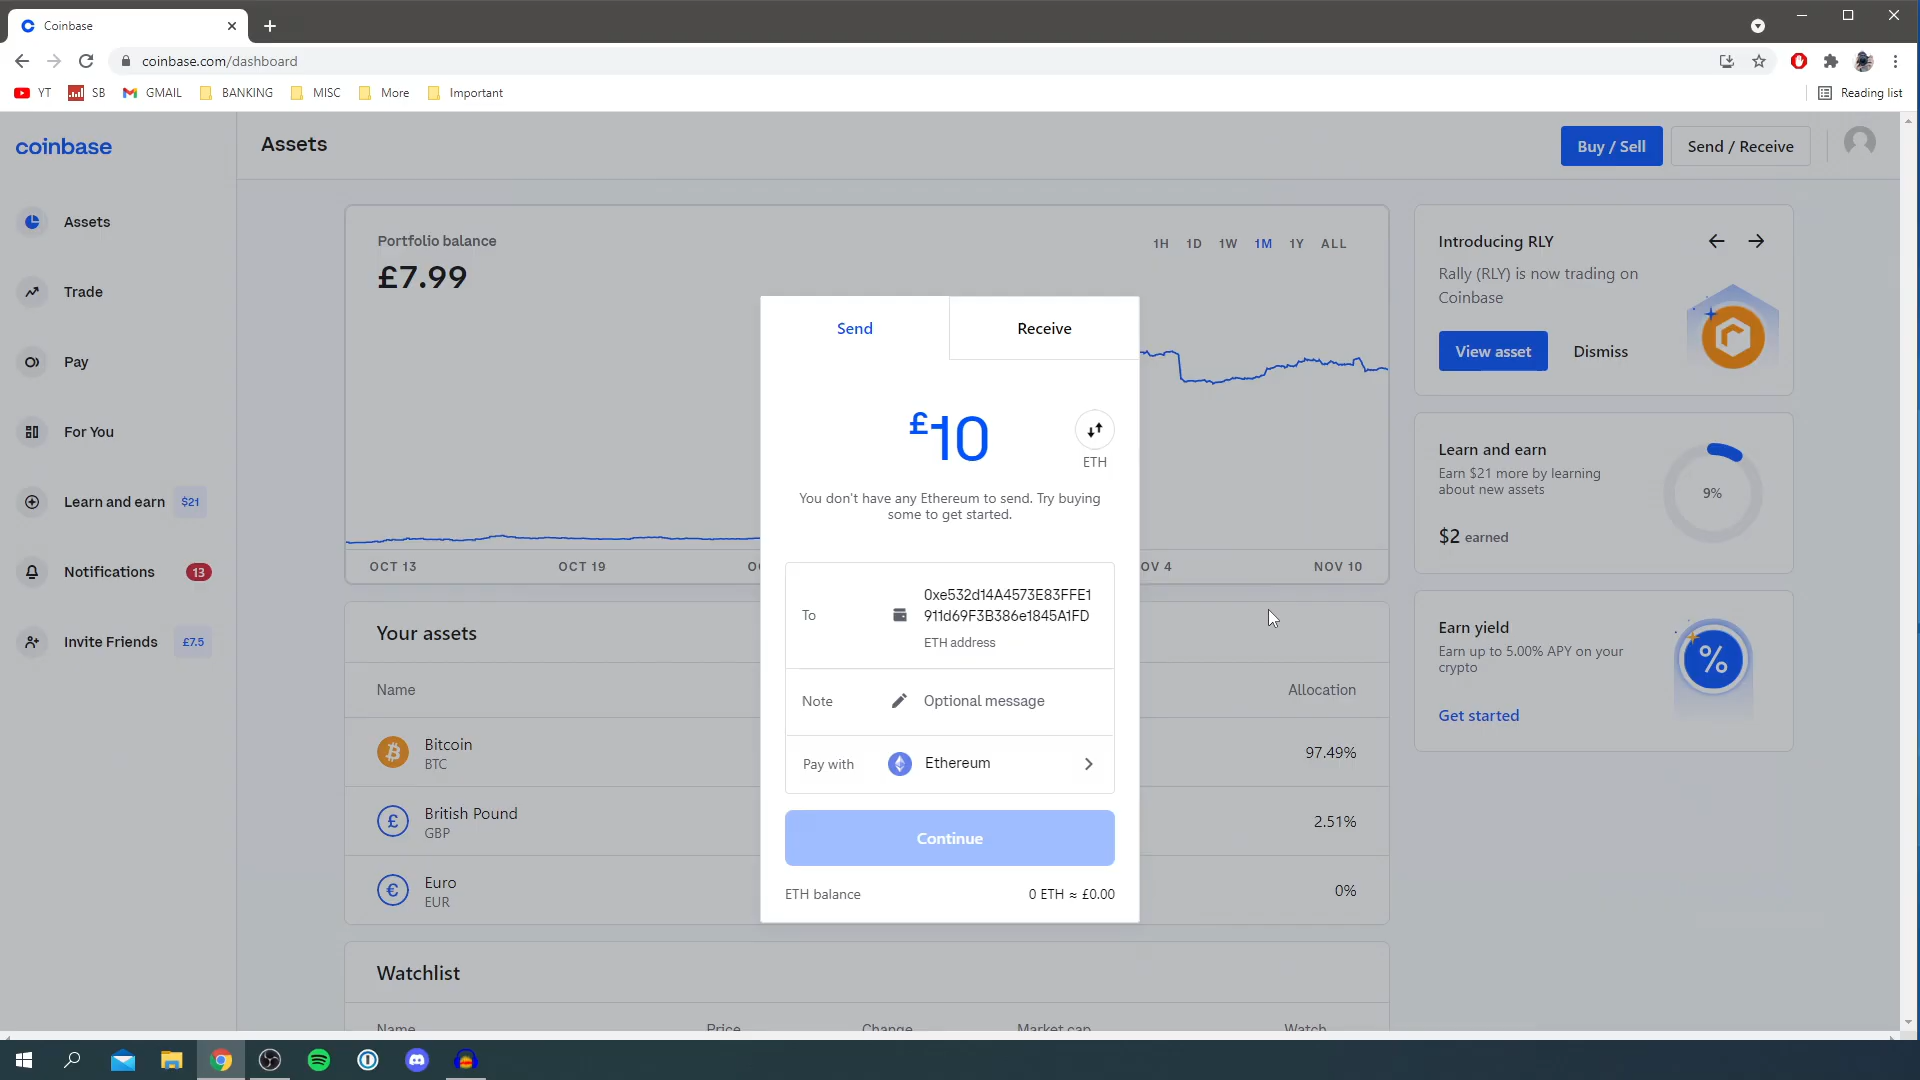 Coinbase
coinbase.com/dashboard
YT
SB
GMAIL
BANKING
MISC
More
Important
Reading list
coinbase
Assets
Buy / Sell
Send / Receive
Assets
Trade
Pay
For You
Learn and earn
$21
Notifications
13
Invite Friends
£7.5
Portfolio balance
£7.99
1H 1D 1W 1M 1Y ALL
OCT 13
OCT 19
NOV 10
Send
Receive
£10
ETH
You don't have any Ethereum to send. Try buying
some to get started.
To
0xe532d14A4573E83FFE1
911d69F3B386e1845A1FD
ETH address
Note
Optional message
Pay with
Ethereum
Continue
ETH balance
0 ETH ≈ £0.00
Introducing RLY
Rally (RLY) is now trading on
Coinbase
View asset
Dismiss
Learn and earn
Earn $21 more by learning
about new assets
$2 earned
9%
Earn yield
Earn up to 5.00% APY on your
crypto
Get started
%
Your assets
Name
Allocation
Bitcoin
BTC
97.49%
British Pound
GBP
2.51%
Euro
EUR
0%
Watchlist
Name
Price
Change
Market cap
Watch